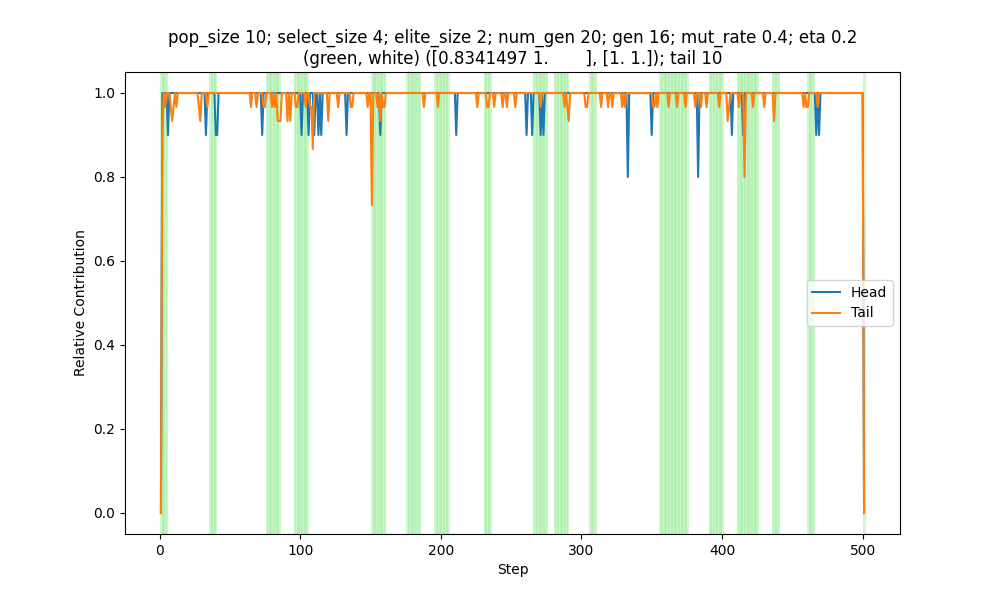 pop_size 10; select_size 4; elite_size 2; num_gen 20; gen 16; mut_rate 0.4; eta 0.2
(green, white) ([0.8341497 1.        ], [1. 1.]); tail 10
1.0
0.8
0.6
0.4
0.2
0.0
Relative Contribution
Head
Tail
0 100 200 300 400 500
Step